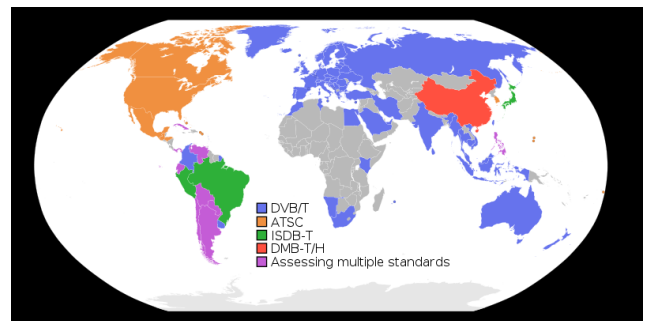 DVB/T
ATSC
ISDB-T
DMB-T/H
Assessing multiple standards